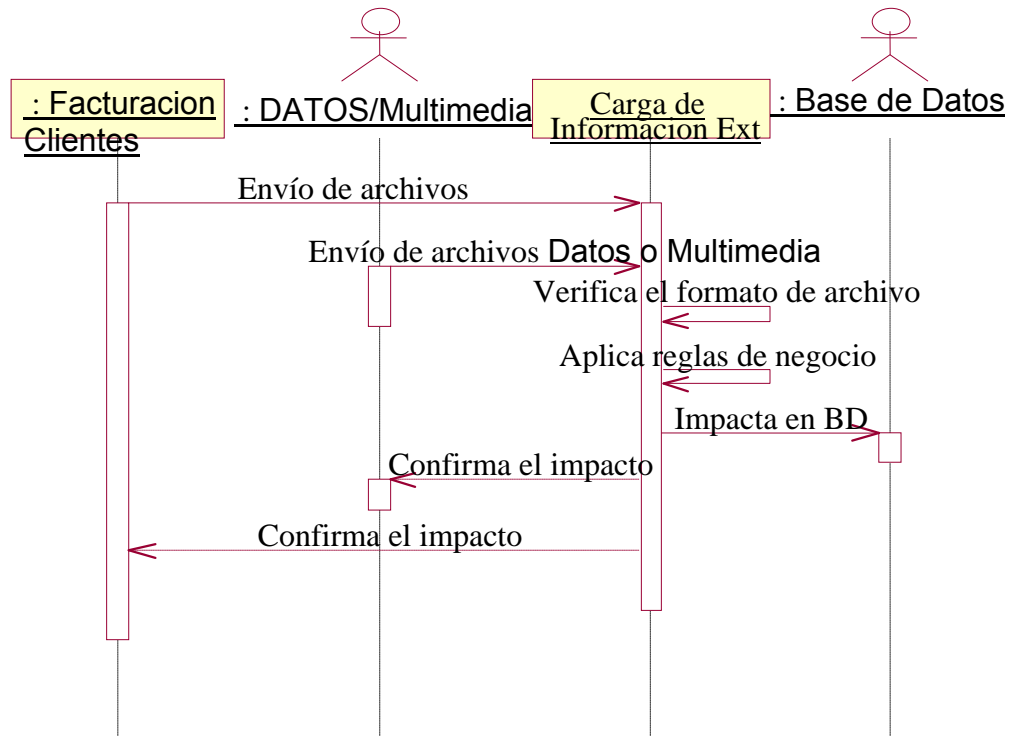 : Facturacion
Clientes
: DATOS/Multimedia
Carga de
Información Ext
: Base de Datos
Envío de archivos
Envío de archivos Datos o Multimedia
Verifica el formato de archivo
Aplica reglas de negocio
Impacta en BD
Confirma el impacto
Confirma el impacto